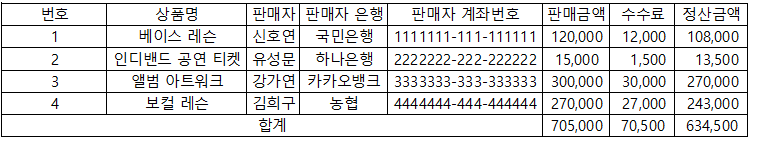 번호 상품명 판매자 판매자 은행 판매자 계좌번호 판매금액 수수료 정산금액
1 베이스 레슨 신호연 국민은행 1111111-111-111111 120,000 12,000 108,000
2 인디밴드 공연 티켓 유성문 하나은행 2222222-222-222222 15,000 1,500 13,500
3 앨범 아트워크 강가연 카카오뱅크 3333333-333-333333 300,000 30,000 270,000
4 보컬 레슨 김희구 농협 4444444-444-444444 270,000 27,000 243,000
합계 705,000 70,500 634,500